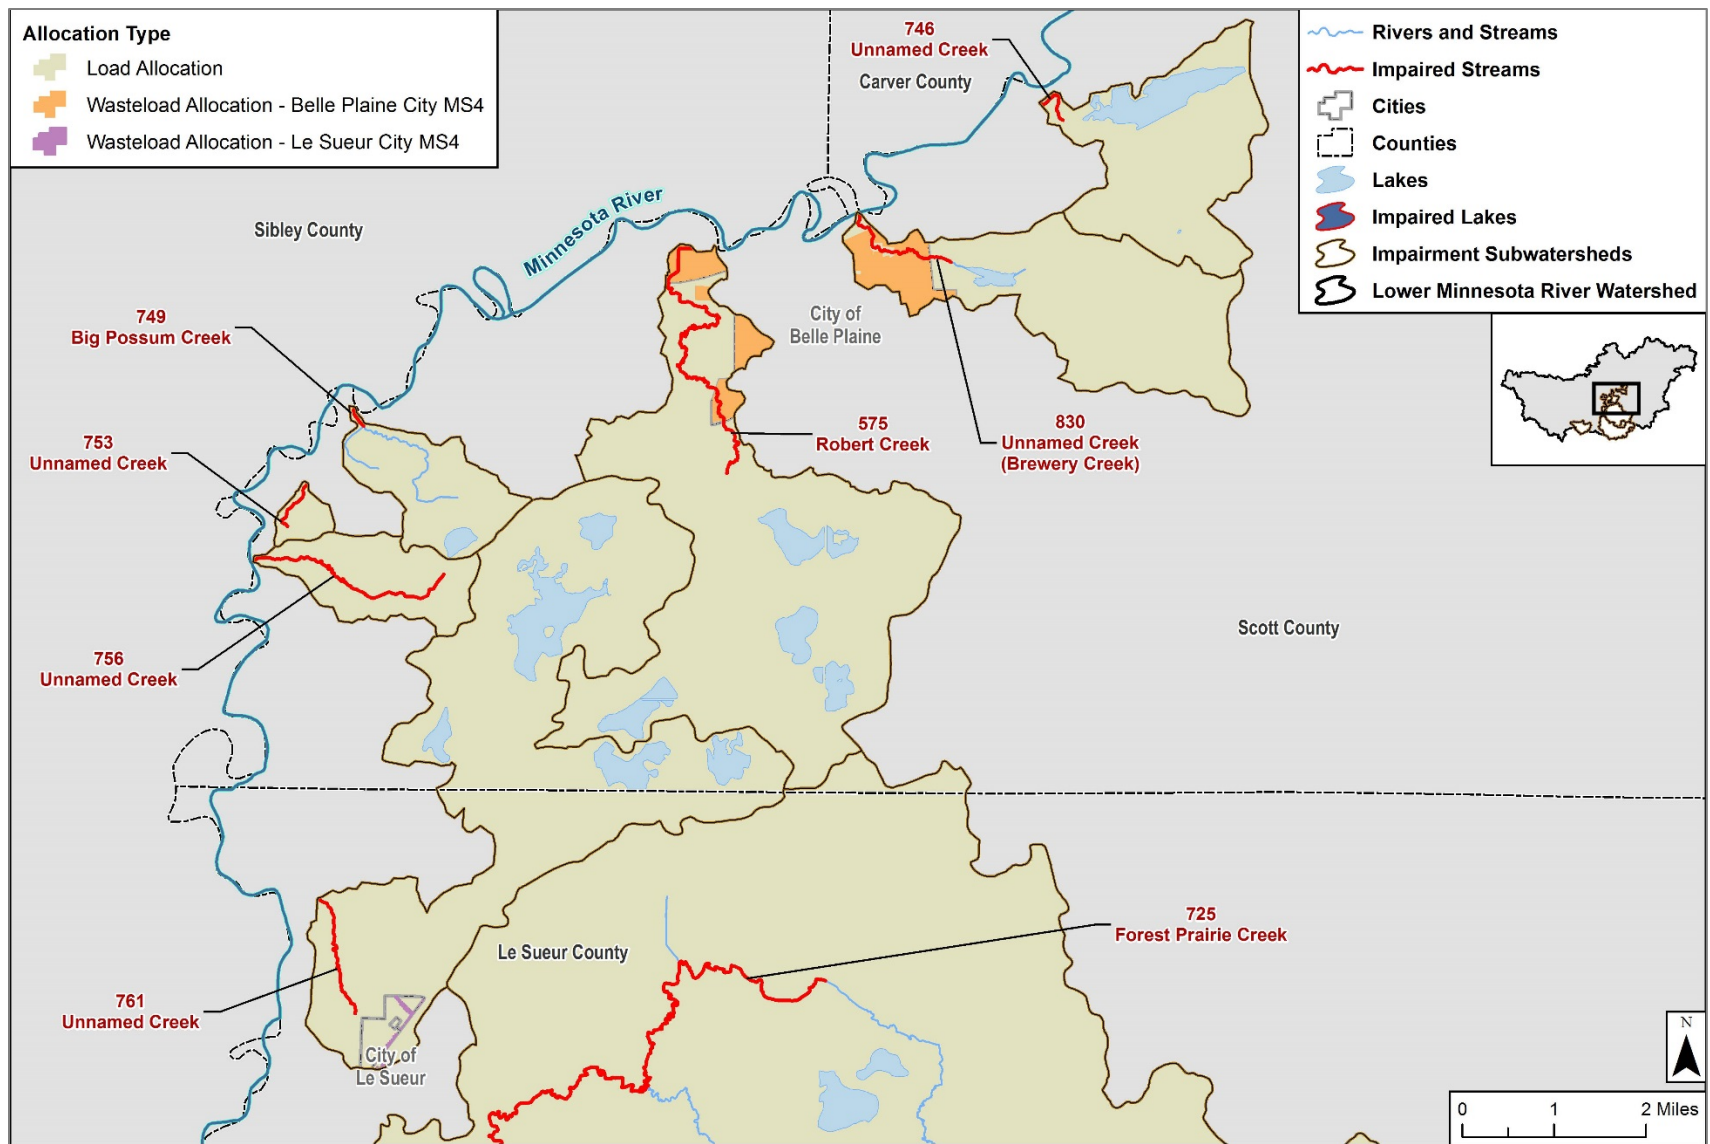 Allocation Type
Load Allocation
Wasteload Allocation - Belle Plaine City MS4
Wasteload Allocation - Le Sueur City MS4
746
Unnamed Creek
Carver County
Rivers and Streams
Impaired Streams
Cities
Counties
Lakes
Impaired Lakes
Impairment Subwatersheds
Lower Minnesota River Watershed
Sibley County
Minnesota River
749
Big Possum Creek
City of
Belle Plaine
753
Unnamed Creek
575
Robert Creek
830
Unnamed Creek
(Brewery Creek)
756
Unnamed Creek
Scott County
725
Forest Prairie Creek
Le Sueur County
761
Unnamed Creek
City of
Le Sueur
N
0 1 2 Miles